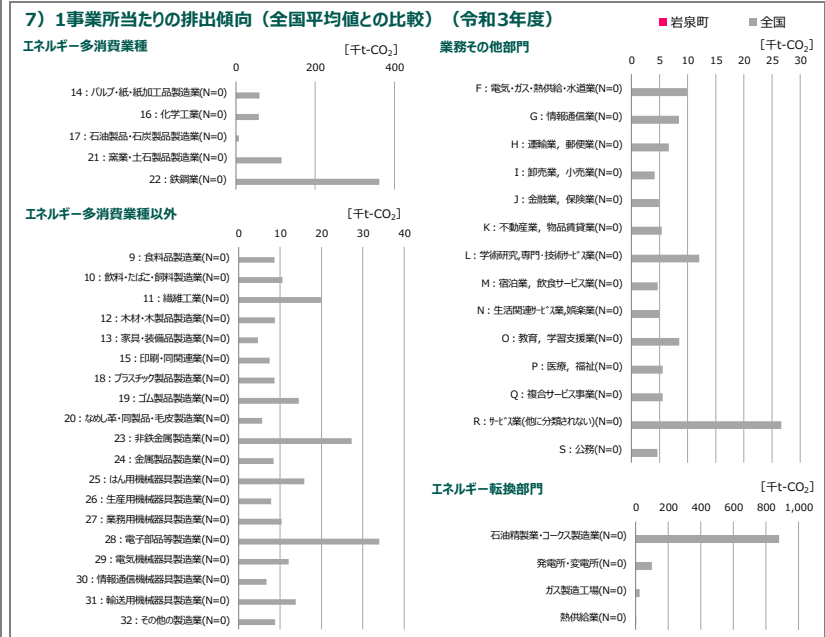 7）1事業所当たりの排出傾向（全国平均値との比較）（令和3年度）
■岩泉町 ■全国
エネルギー多消費業種
[千t-CO₂]
0 200 400
14：パルプ・紙・紙加工品製造業(N=0)
16：化学工業(N=0)
17：石油製品・石炭製品製造業(N=0)
21：窯業・土石製品製造業(N=0)
22：鉄鋼業(N=0)
エネルギー多消費業種以外
[千t-CO₂]
0 10 20 30 40
9：食料品製造業(N=0)
10：飲料・たばこ・飼料製造業(N=0)
11：繊維工業(N=0)
12：木材・木製品製造業(N=0)
13：家具・装備品製造業(N=0)
15：印刷・同関連業(N=0)
18：プラスチック製品製造業(N=0)
19：ゴム製品製造業(N=0)
20：なめし革・同製品・毛皮製造業(N=0)
23：非鉄金属製造業(N=0)
24：金属製品製造業(N=0)
25：はん用機械器具製造業(N=0)
26：生産用機械器具製造業(N=0)
27：業務用機械器具製造業(N=0)
28：電子部品等製造業(N=0)
29：電気機械器具製造業(N=0)
30：情報通信機械器具製造業(N=0)
31：輸送用機械器具製造業(N=0)
32：その他の製造業(N=0)
業務その他部門
[千t-CO₂]
0 5 10 15 20 25 30
F：電気・ガス・熱供給・水道業(N=0)
G：情報通信業(N=0)
H：運輸業，郵便業(N=0)
I：卸売業，小売業(N=0)
J：金融業，保険業(N=0)
K：不動産業，物品賃貸業(N=0)
L：学術研究,専門・技術ｻｰﾋﾞｽ業(N=0)
M：宿泊業，飲食サービス業(N=0)
N：生活関連ｻｰﾋﾞｽ業,娯楽業(N=0)
O：教育，学習支援業(N=0)
P：医療，福祉(N=0)
Q：複合サービス事業(N=0)
R：ｻｰﾋﾞｽ業(他に分類されない)(N=0)
S：公務(N=0)
エネルギー転換部門
[千t-CO₂]
0 200 400 600 800 1,000
石油精製業・コークス製造業(N=0)
発電所・変電所(N=0)
ガス製造工場(N=0)
熱供給業(N=0)